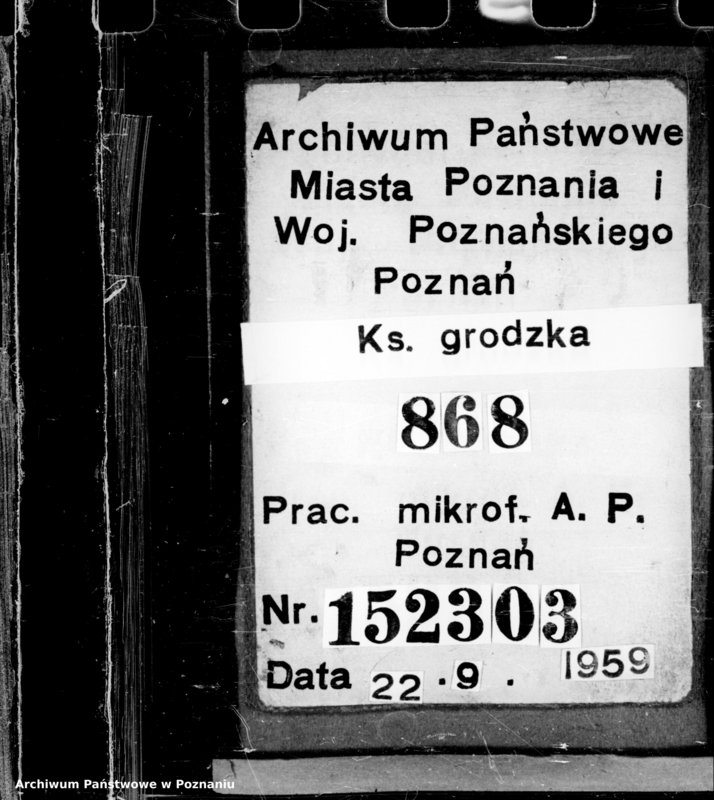 Archiwum Państwowe
Miasta Poznania i
Woj. Poznańskiego
Poznań
Ks. grodzka
868
Prac. mikrof. A. P.
Poznań
Nr. 152303
Data 22 . 9 . 1959
Archiwum Państwowe w Poznaniu